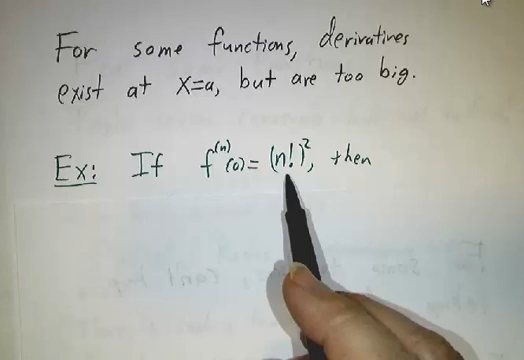 For some functions, derivatives
exist at x=a, but are too big.
Ex: If f⁽ⁿ⁾(0) = (n!)², then